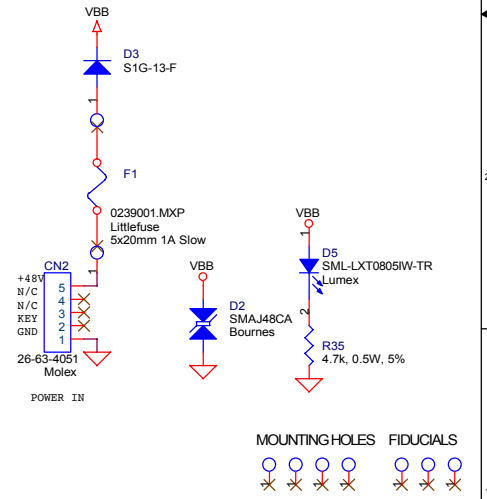 VBB
D3
S1G-13-F
1
F1
0239001.MXP
Littlefuse
5x20mm 1A Slow
1
CN2
+48V 5
N/C 4
N/C 3
KEY 2
GND 1
26-63-4051
Molex
POWER IN
VBB
D2
SMAJ48CA
Bournes
VBB
1
D5
SML-LXT0805IW-TR
Lumex
2
R35
4.7k, 0.5W, 5%
2
MOUNTING HOLES FIDUCIALS